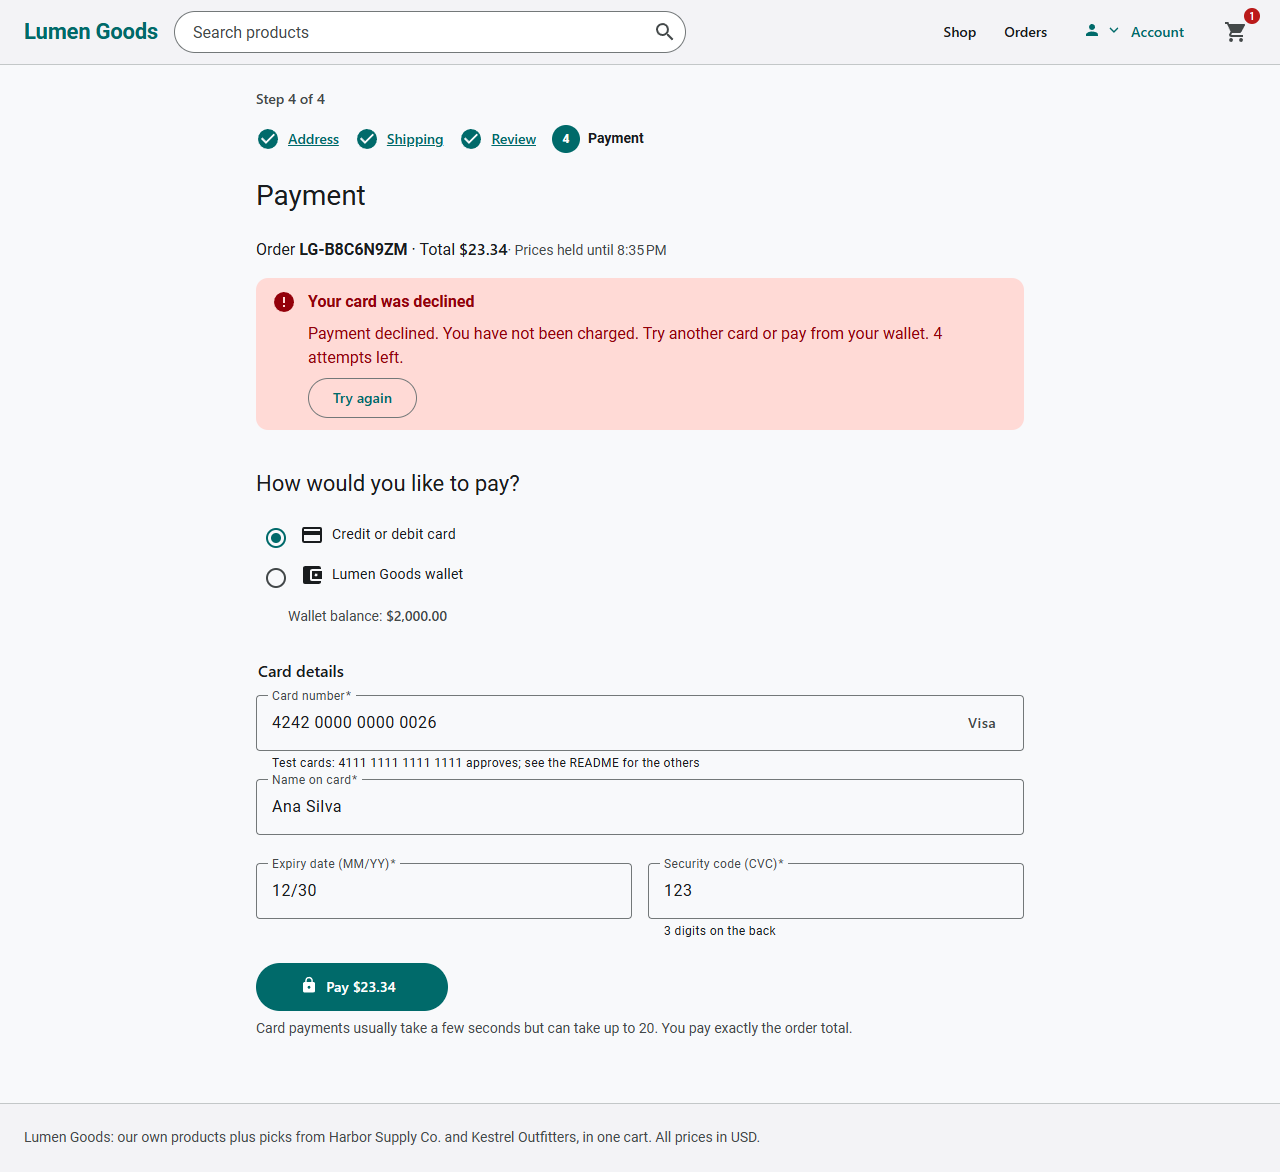 Lumen Goods
Search products
Shop
Orders
Account
1
Step 4 of 4
Address
Shipping
Review
4
Payment
Payment
Order LG-B8C6N9ZM · Total $23.34· Prices held until 8:35 PM
Your card was declined
Payment declined. You have not been charged. Try another card or pay from your wallet. 4
attempts left.
Try again
How would you like to pay?
Credit or debit card
Lumen Goods wallet
Wallet balance: $2,000.00
Card details
Card number*
4242 0000 0000 0026
Visa
Test cards: 4111 1111 1111 1111 approves; see the README for the others
Name on card*
Ana Silva
Expiry date (MM/YY)*
12/30
Security code (CVC)*
123
3 digits on the back
Pay $23.34
Card payments usually take a few seconds but can take up to 20. You pay exactly the order total.
Lumen Goods: our own products plus picks from Harbor Supply Co. and Kestrel Outfitters, in one cart. All prices in USD.